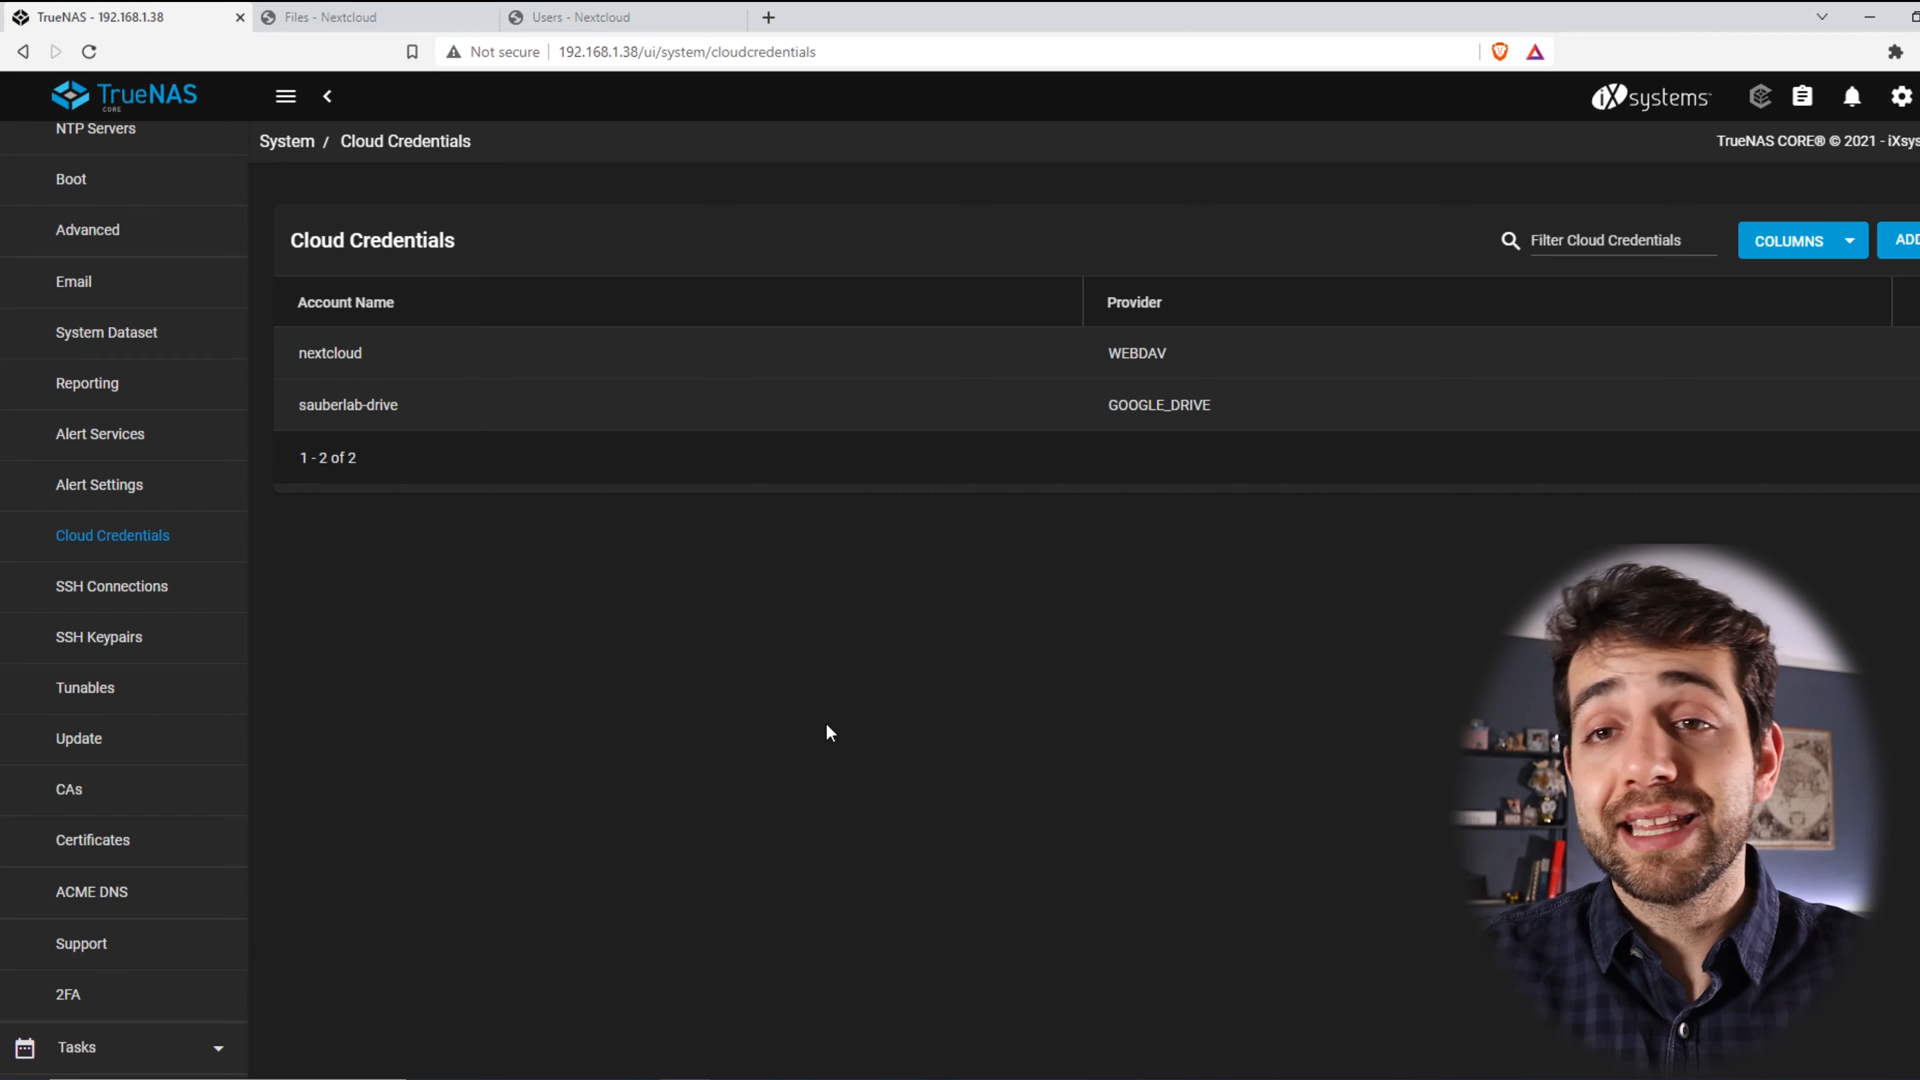 TrueNAS - 192.168.1.38
Files - Nextcloud
Users - Nextcloud
Not secure
192.168.1.38/ui/system/cloudcredentials
TrueNAS
CORE
iXsystems
NTP Servers
System / Cloud Credentials
TrueNAS CORE® © 2021 - iXsys
Boot
Advanced
Email
System Dataset
Reporting
Alert Services
Alert Settings
Cloud Credentials
SSH Connections
SSH Keypairs
Tunables
Update
CAs
Certificates
ACME DNS
Support
2FA
Tasks
Cloud Credentials
Filter Cloud Credentials
COLUMNS
ADD
Account Name
Provider
nextcloud
WEBDAV
sauberlab-drive
GOOGLE_DRIVE
1 - 2 of 2